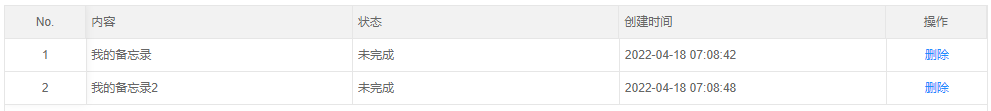 No. 内容 状态 创建时间 操作
1 我的备忘录 未完成 2022-04-18 07:08:42 删除
2 我的备忘录2 未完成 2022-04-18 07:08:48 删除